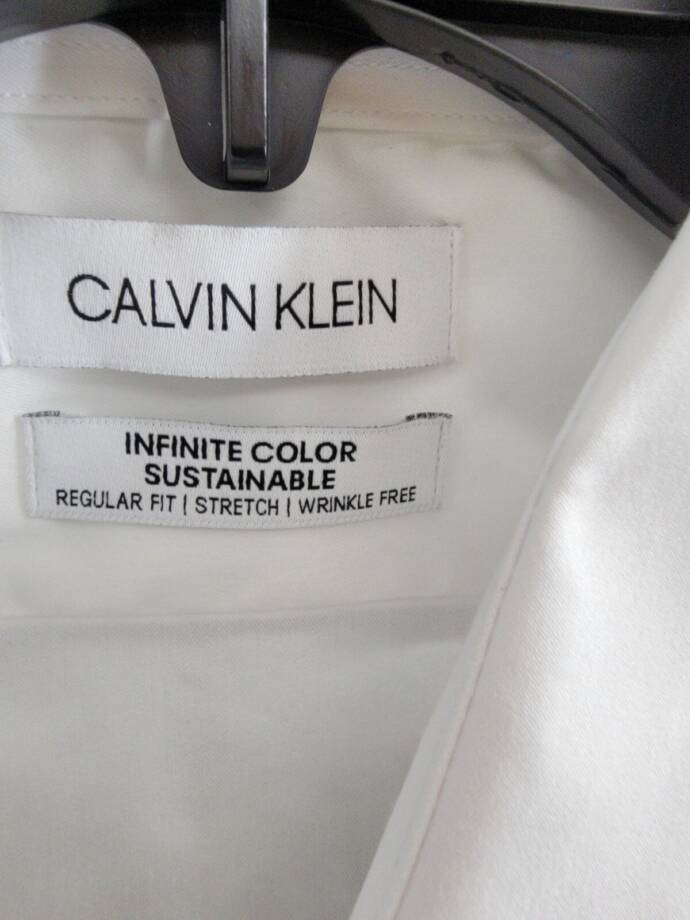 CALVIN KLEIN
INFINITE COLOR
SUSTAINABLE
REGULAR FIT | STRETCH | WRINKLE FREE